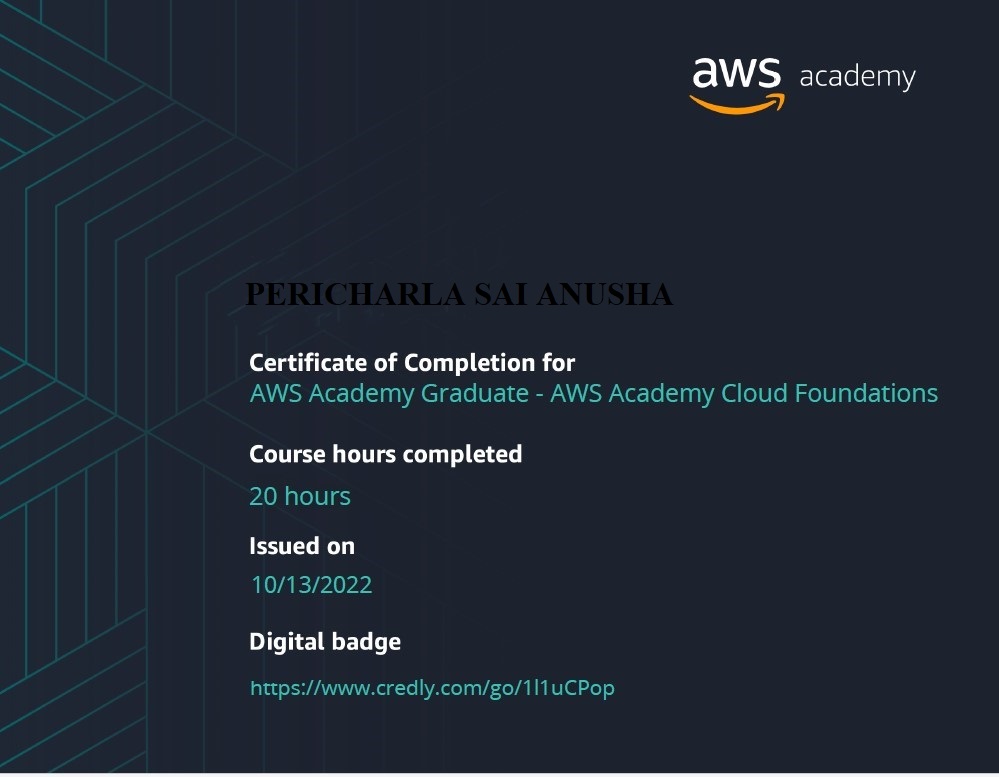 aws academy
PERICHARLA SAI ANUSHA
Certificate of Completion for
AWS Academy Graduate - AWS Academy Cloud Foundations
Course hours completed
20 hours
Issued on
10/13/2022
Digital badge
https://www.credly.com/go/1l1uCPop